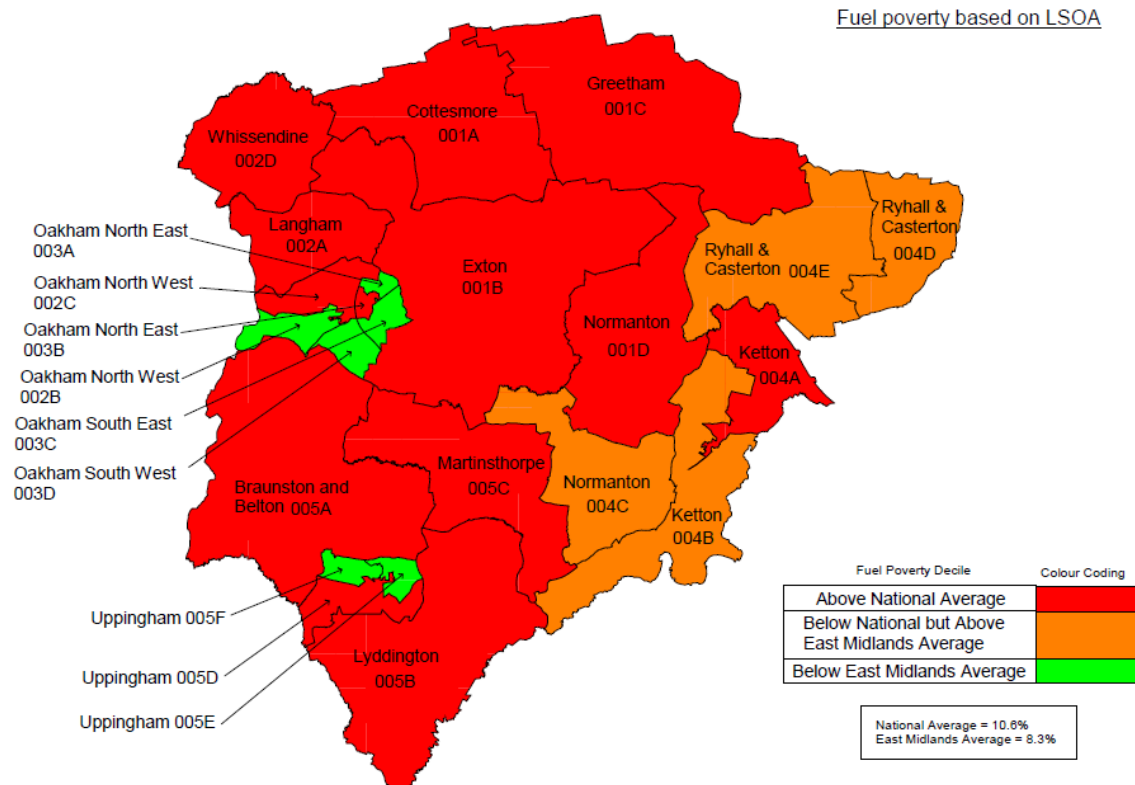 Fuel poverty based on LSOA
Greetham
001C
Cottesmore
001A
Whissendine
002D
Langham
002A
Oakham North East
003A
Oakham North West
002C
Oakham North East
003B
Oakham North West
002B
Oakham South East
003C
Oakham South West
003D
Exton
001B
Ryhall &
Casterton
004D
Ryhall &
Casterton 004E
Normanton
001D
Ketton
004A
Martinsthorpe
005C
Braunston and
Belton 005A
Normanton
004C
Ketton
004B
Uppingham 005F
Uppingham 005D
Uppingham 005E
Lyddington
005B
Fuel Poverty Decile Colour Coding
Above National Average
Below National but Above
East Midlands Average
Below East Midlands Average
National Average = 10.6%
East Midlands Average = 8.3%